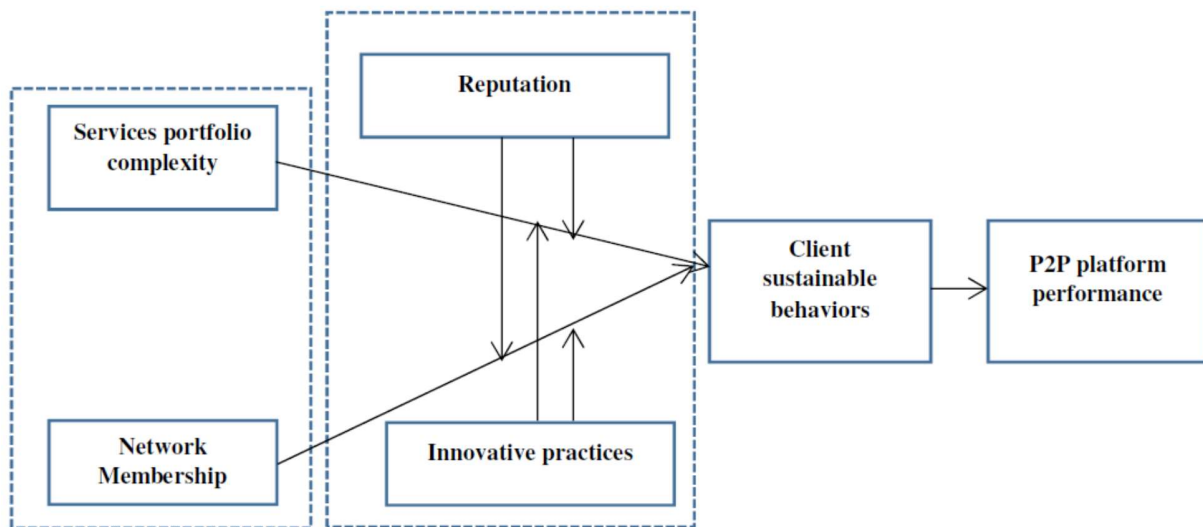 Reputation
Services portfolio
complexity
Client
sustainable
behaviors
P2P platform
performance
Network
Membership
Innovative practices